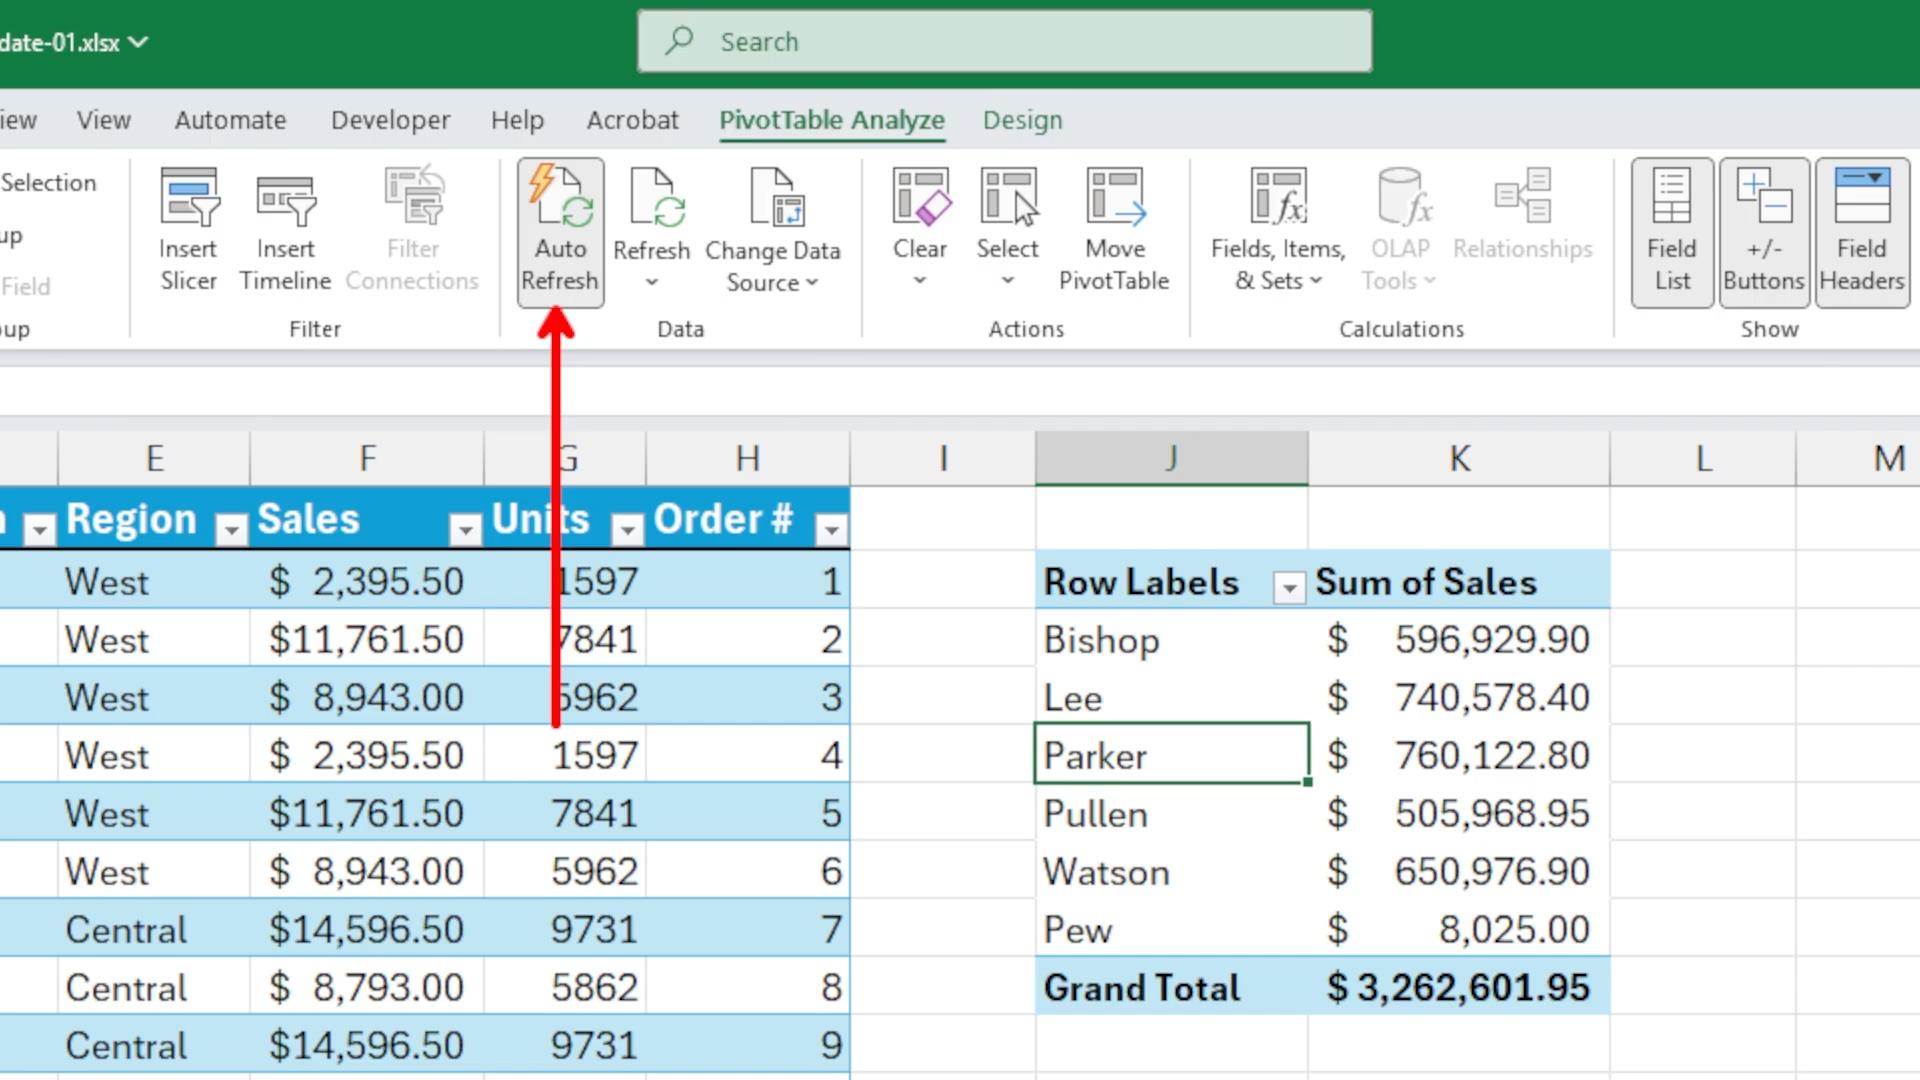 date-01.xlsx
Search
iew View Automate Developer Help Acrobat PivotTable Analyze Design
Selection
up
Field
oup
Insert Slicer
Insert Timeline
Filter Connections
Filter
Auto Refresh
Refresh
Change Data Source
Data
Clear
Select
Move PivotTable
Actions
Fields, Items, & Sets
OLAP Tools
Relationships
Calculations
Field List
+/- Buttons
Field Headers
Show
E F G H I J K L M
Region Sales Units Order #
West $ 2,395.50 1597 1
West $11,761.50 7841 2
West $ 8,943.00 5962 3
West $ 2,395.50 1597 4
West $11,761.50 7841 5
West $ 8,943.00 5962 6
Central $14,596.50 9731 7
Central $ 8,793.00 5862 8
Central $14,596.50 9731 9
Row Labels Sum of Sales
Bishop $ 596,929.90
Lee $ 740,578.40
Parker $ 760,122.80
Pullen $ 505,968.95
Watson $ 650,976.90
Pew $ 8,025.00
Grand Total $ 3,262,601.95